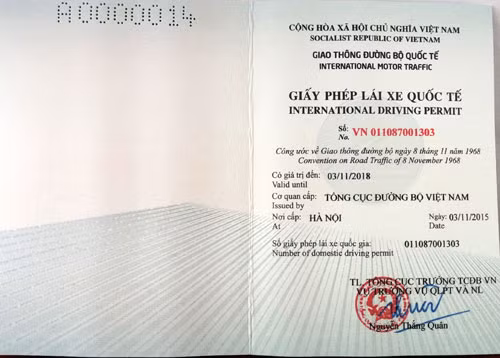 A0000014
CỘNG HÒA XÃ HỘI CHỦ NGHĨA VIỆT NAM
SOCIALIST REPUBLIC OF VIETNAM
GIAO THÔNG ĐƯỜNG BỘ QUỐC TẾ
INTERNATIONAL MOTOR TRAFFIC
GIẤY PHÉP LÁI XE QUỐC TẾ
INTERNATIONAL DRIVING PERMIT
Số:
No. VN 011087001303
Công ước về Giao thông đường bộ ngày 8 tháng 11 năm 1968
Convention on Road Traffic of 8 November 1968
Có giá trị đến: 03/11/2018
Valid until
Cơ quan cấp: TỔNG CỤC ĐƯỜNG BỘ VIỆT NAM
Issued by
Nơi cấp: HÀ NỘI Ngày: 03/11/2015
At Date
Số giấy phép lái xe quốc gia: 011087001303
Number of domestic driving permit
TL. TỔNG CỤC TRƯỞNG TCĐB VN
VỤ TRƯỞNG VỤ QLPT VÀ NL
Nguyễn Thắng Quân